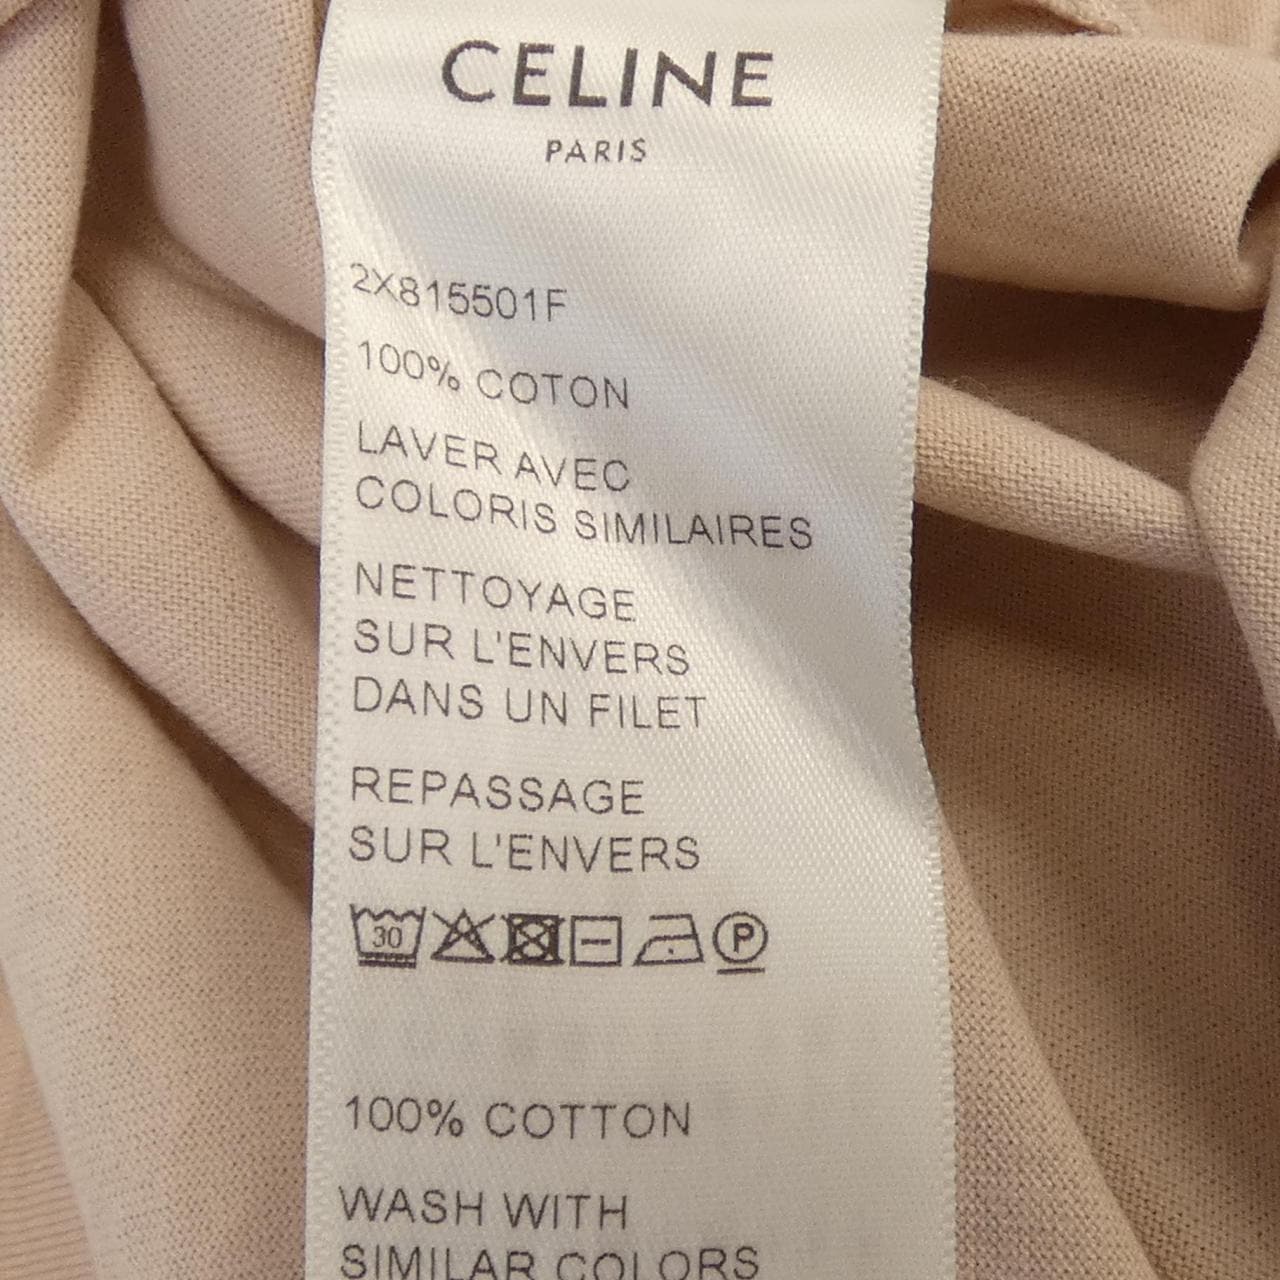 CELINE
PARIS
2X815501F
100% COTON
LAVER AVEC
COLORIS SIMILAIRES
NETTOYAGE
SUR L'ENVERS
DANS UN FILET
REPASSAGE
SUR L'ENVERS
30 P
100% COTTON
WASH WITH
SIMILAR COLORS